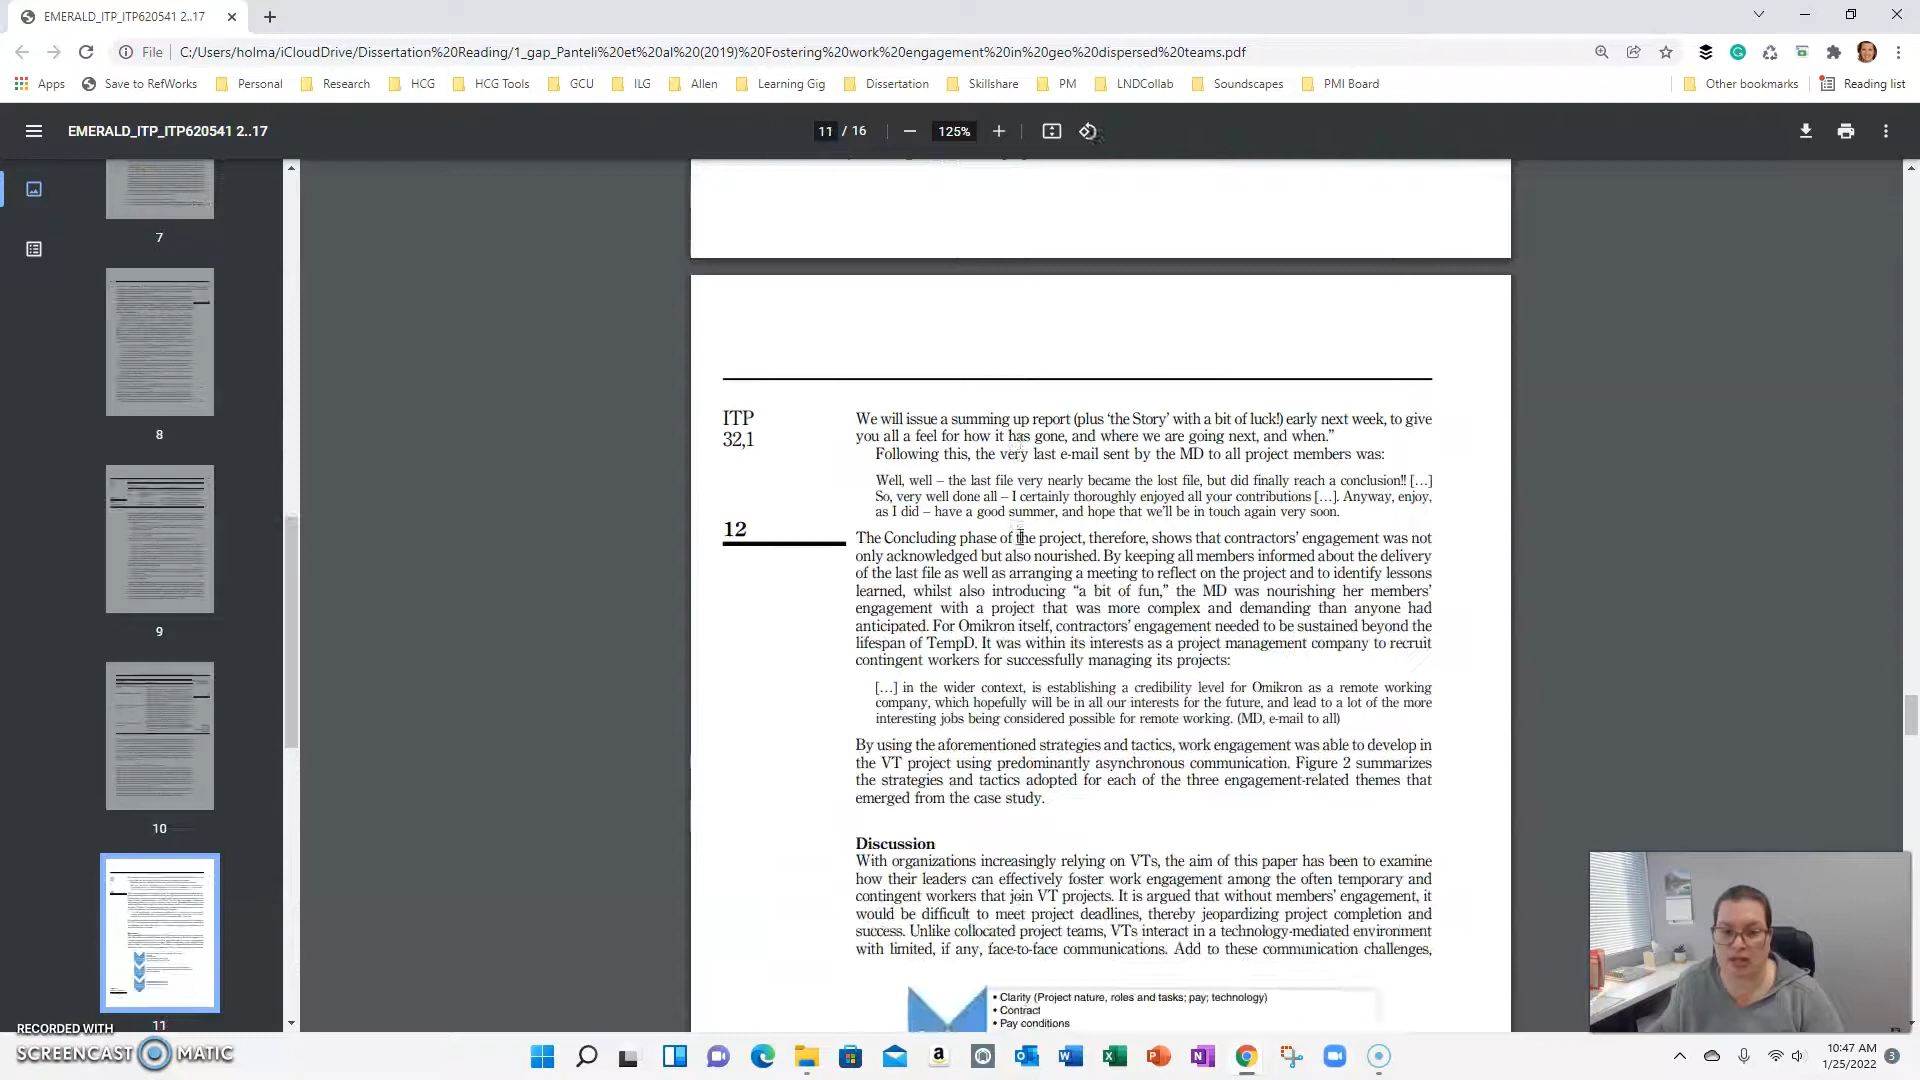 EMERALD_ITP_ITP620541 2..17
File
C:/Users/holma/iCloudDrive/Dissertation%20Reading/1_gap_Panteli%20et%20al%20(2019)%20Fostering%20work%20engagement%20in%20geo%20dispersed%20teams.pdf
Apps
Save to RefWorks
Personal
Research
HCG
HCG Tools
GCU
ILG
Allen
Learning Gig
Dissertation
Skillshare
PM
LNDCollab
Soundscapes
PMI Board
Other bookmarks
Reading list
EMERALD_ITP_ITP620541 2..17
11 / 16
125%
7
8
9
10
11
ITP
32,1
12
We will issue a summing up report (plus 'the Story' with a bit of luck!) early next week, to give
you all a feel for how it has gone, and where we are going next, and when."
Following this, the very last e-mail sent by the MD to all project members was:
Well, well – the last file very nearly became the lost file, but did finally reach a conclusion!! […]
So, very well done all – I certainly thoroughly enjoyed all your contributions […]. Anyway, enjoy,
as I did – have a good summer, and hope that we'll be in touch again very soon.
The Concluding phase of the project, therefore, shows that contractors' engagement was not
only acknowledged but also nourished. By keeping all members informed about the delivery
of the last file as well as arranging a meeting to reflect on the project and to identify lessons
learned, whilst also introducing "a bit of fun," the MD was nourishing her members'
engagement with a project that was more complex and demanding than anyone had
anticipated. For Omikron itself, contractors' engagement needed to be sustained beyond the
lifespan of TempD. It was within its interests as a project management company to recruit
contingent workers for successfully managing its projects:
[…] in the wider context, is establishing a credibility level for Omikron as a remote working
company, which hopefully will be in all our interests for the future, and lead to a lot of the more
interesting jobs being considered possible for remote working. (MD, e-mail to all)
By using the aforementioned strategies and tactics, work engagement was able to develop in
the VT project using predominantly asynchronous communication. Figure 2 summarizes
the strategies and tactics adopted for each of the three engagement-related themes that
emerged from the case study.
Discussion
With organizations increasingly relying on VTs, the aim of this paper has been to examine
how their leaders can effectively foster work engagement among the often temporary and
contingent workers that join VT projects. It is argued that without members' engagement, it
would be difficult to meet project deadlines, thereby jeopardizing project completion and
success. Unlike collocated project teams, VTs interact in a technology-mediated environment
with limited, if any, face-to-face communications. Add to these communication challenges,
• Clarity (Project nature, roles and tasks; pay; technology)
• Contract
• Pay conditions
RECORDED WITH
SCREENCAST MATIC
10:47 AM
1/25/2022
3